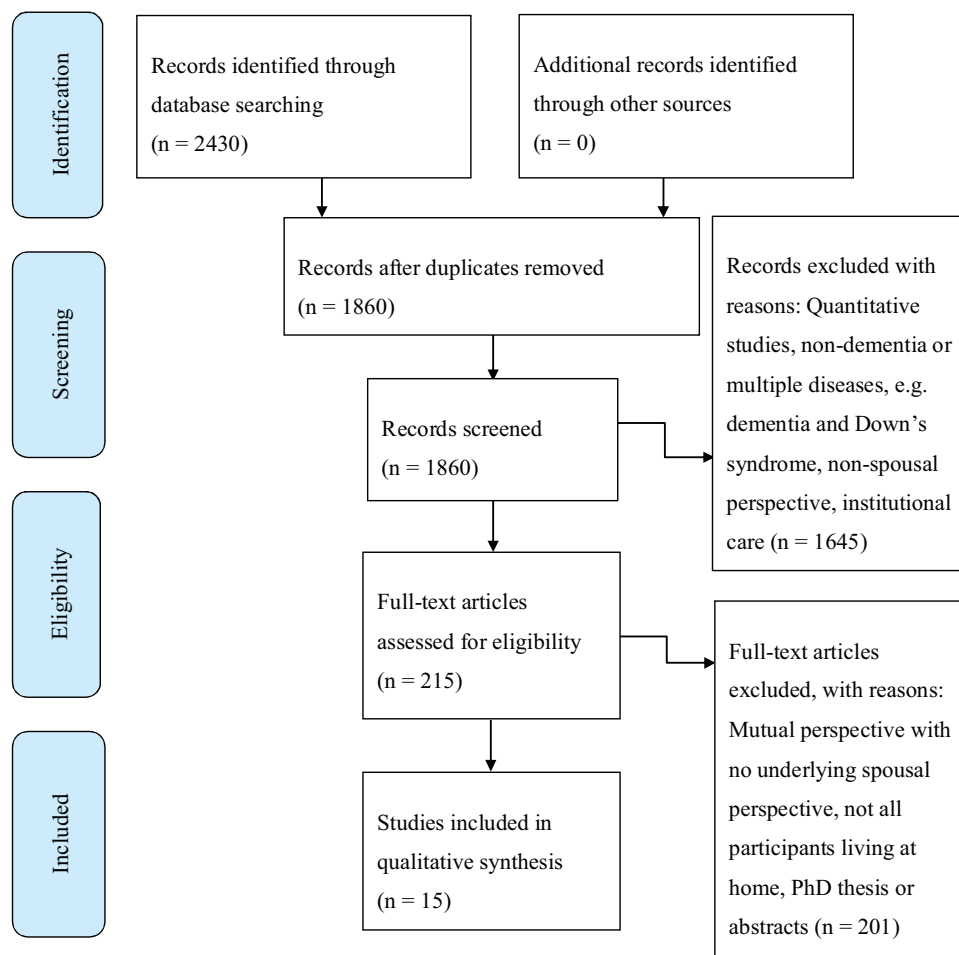 Identification
Records identified through
database searching
(n = 2430)
Additional records identified
through other sources
(n = 0)
Records after duplicates removed
(n = 1860)
Screening
Records screened
(n = 1860)
Records excluded with
reasons: Quantitative
studies, non-dementia or
multiple diseases, e.g.
dementia and Down’s
syndrome, non-spousal
perspective, institutional
care (n = 1645)
Eligibility
Full-text articles
assessed for eligibility
(n = 215)
Full-text articles
excluded, with reasons:
Mutual perspective with
no underlying spousal
perspective, not all
participants living at
home, PhD thesis or
abstracts (n = 201)
Included
Studies included in
qualitative synthesis
(n = 15)